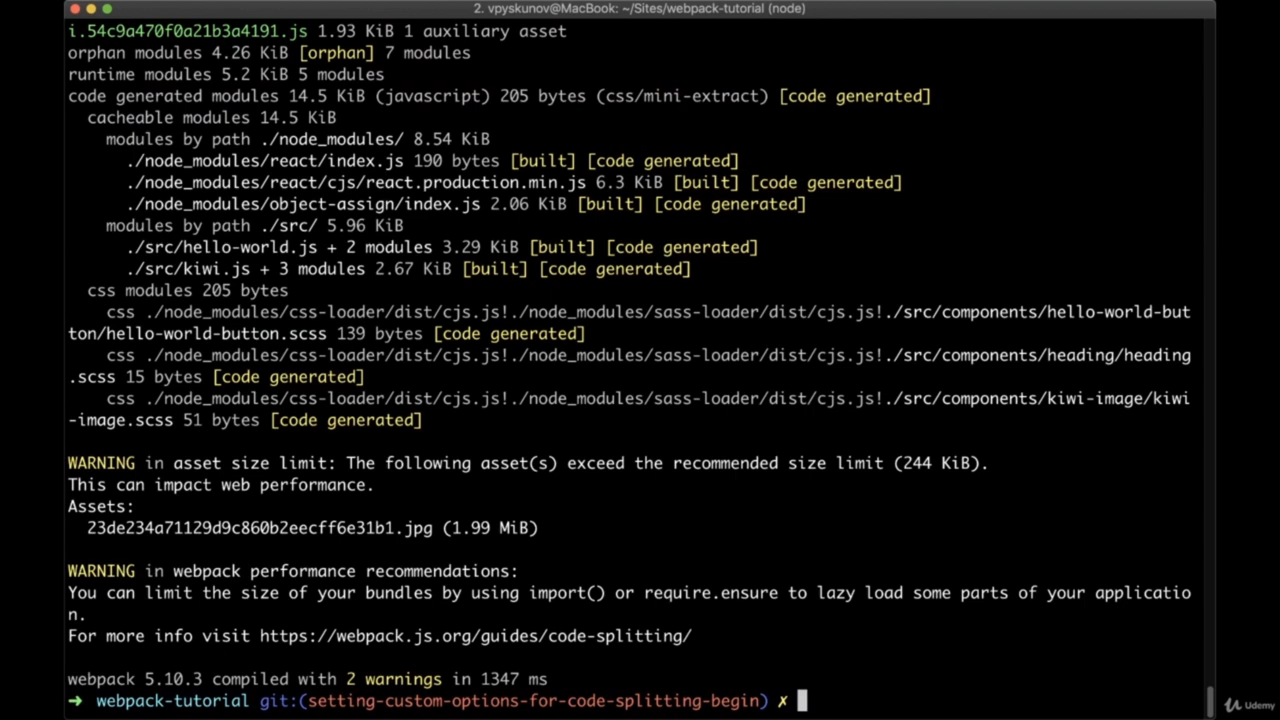 2. vpyskunov@MacBook: ~/Sites/webpack-tutorial (node)
i.54c9a470f0a21b3a4191.js 1.93 KiB 1 auxiliary asset
orphan modules 4.26 KiB [orphan] 7 modules
runtime modules 5.2 KiB 5 modules
code generated modules 14.5 KiB (javascript) 205 bytes (css/mini-extract) [code generated]
cacheable modules 14.5 KiB
modules by path ./node_modules/ 8.54 KiB
./node_modules/react/index.js 190 bytes [built] [code generated]
./node_modules/react/cjs/react.production.min.js 6.3 KiB [built] [code generated]
./node_modules/object-assign/index.js 2.06 KiB [built] [code generated]
modules by path ./src/ 5.96 KiB
./src/hello-world.js + 2 modules 3.29 KiB [built] [code generated]
./src/kiwi.js + 3 modules 2.67 KiB [built] [code generated]
css modules 205 bytes
css ./node_modules/css-loader/dist/cjs.js!./node_modules/sass-loader/dist/cjs.js!./src/components/hello-world-but
ton/hello-world-button.scss 139 bytes [code generated]
css ./node_modules/css-loader/dist/cjs.js!./node_modules/sass-loader/dist/cjs.js!./src/components/heading/heading
.scss 15 bytes [code generated]
css ./node_modules/css-loader/dist/cjs.js!./node_modules/sass-loader/dist/cjs.js!./src/components/kiwi-image/kiwi
-image.scss 51 bytes [code generated]
WARNING in asset size limit: The following asset(s) exceed the recommended size limit (244 KiB).
This can impact web performance.
Assets:
23de234a71129d9c860b2eecff6e31b1.jpg (1.99 MiB)
WARNING in webpack performance recommendations:
You can limit the size of your bundles by using import() or require.ensure to lazy load some parts of your applicatio
n.
For more info visit https://webpack.js.org/guides/code-splitting/
webpack 5.10.3 compiled with 2 warnings in 1347 ms
➜ webpack-tutorial git:(setting-custom-options-for-code-splitting-begin) ✗
Udemy